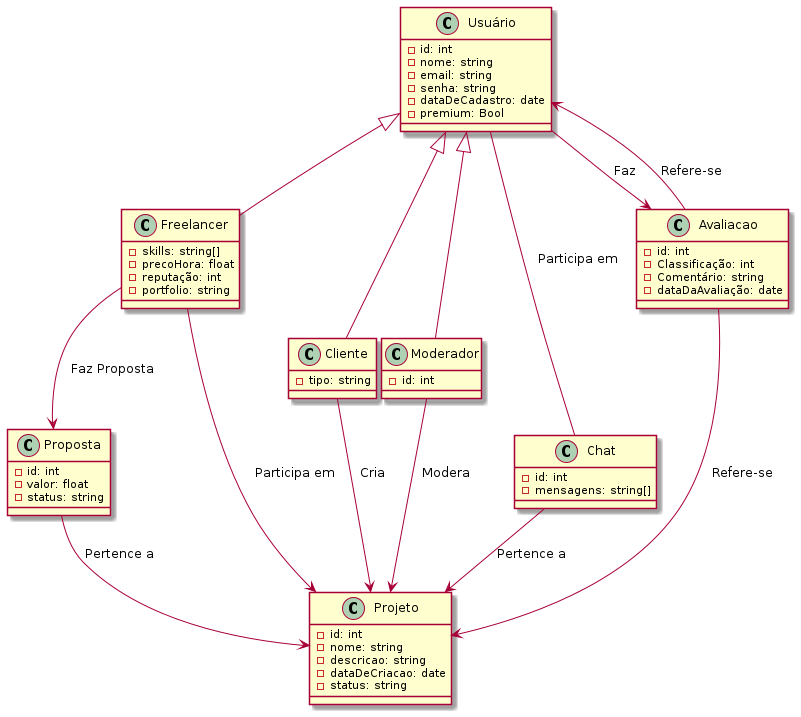 C Usuário
id: int
nome: string
email: string
senha: string
dataDeCadastro: date
premium: Bool
Faz
Refere-se
C Freelancer
skills: string[]
precoHora: float
reputação: int
portfolio: string
C Avaliacao
id: int
Classificação: int
Comentário: string
dataDaAvaliação: date
Participa em
Faz Proposta
C Cliente
tipo: string
C Moderador
id: int
C Proposta
id: int
valor: float
status: string
C Chat
id: int
mensagens: string[]
Participa em
Cria
Modera
Refere-se
Pertence a
Pertence a
C Projeto
id: int
nome: string
descricao: string
dataDeCriacao: date
status: string